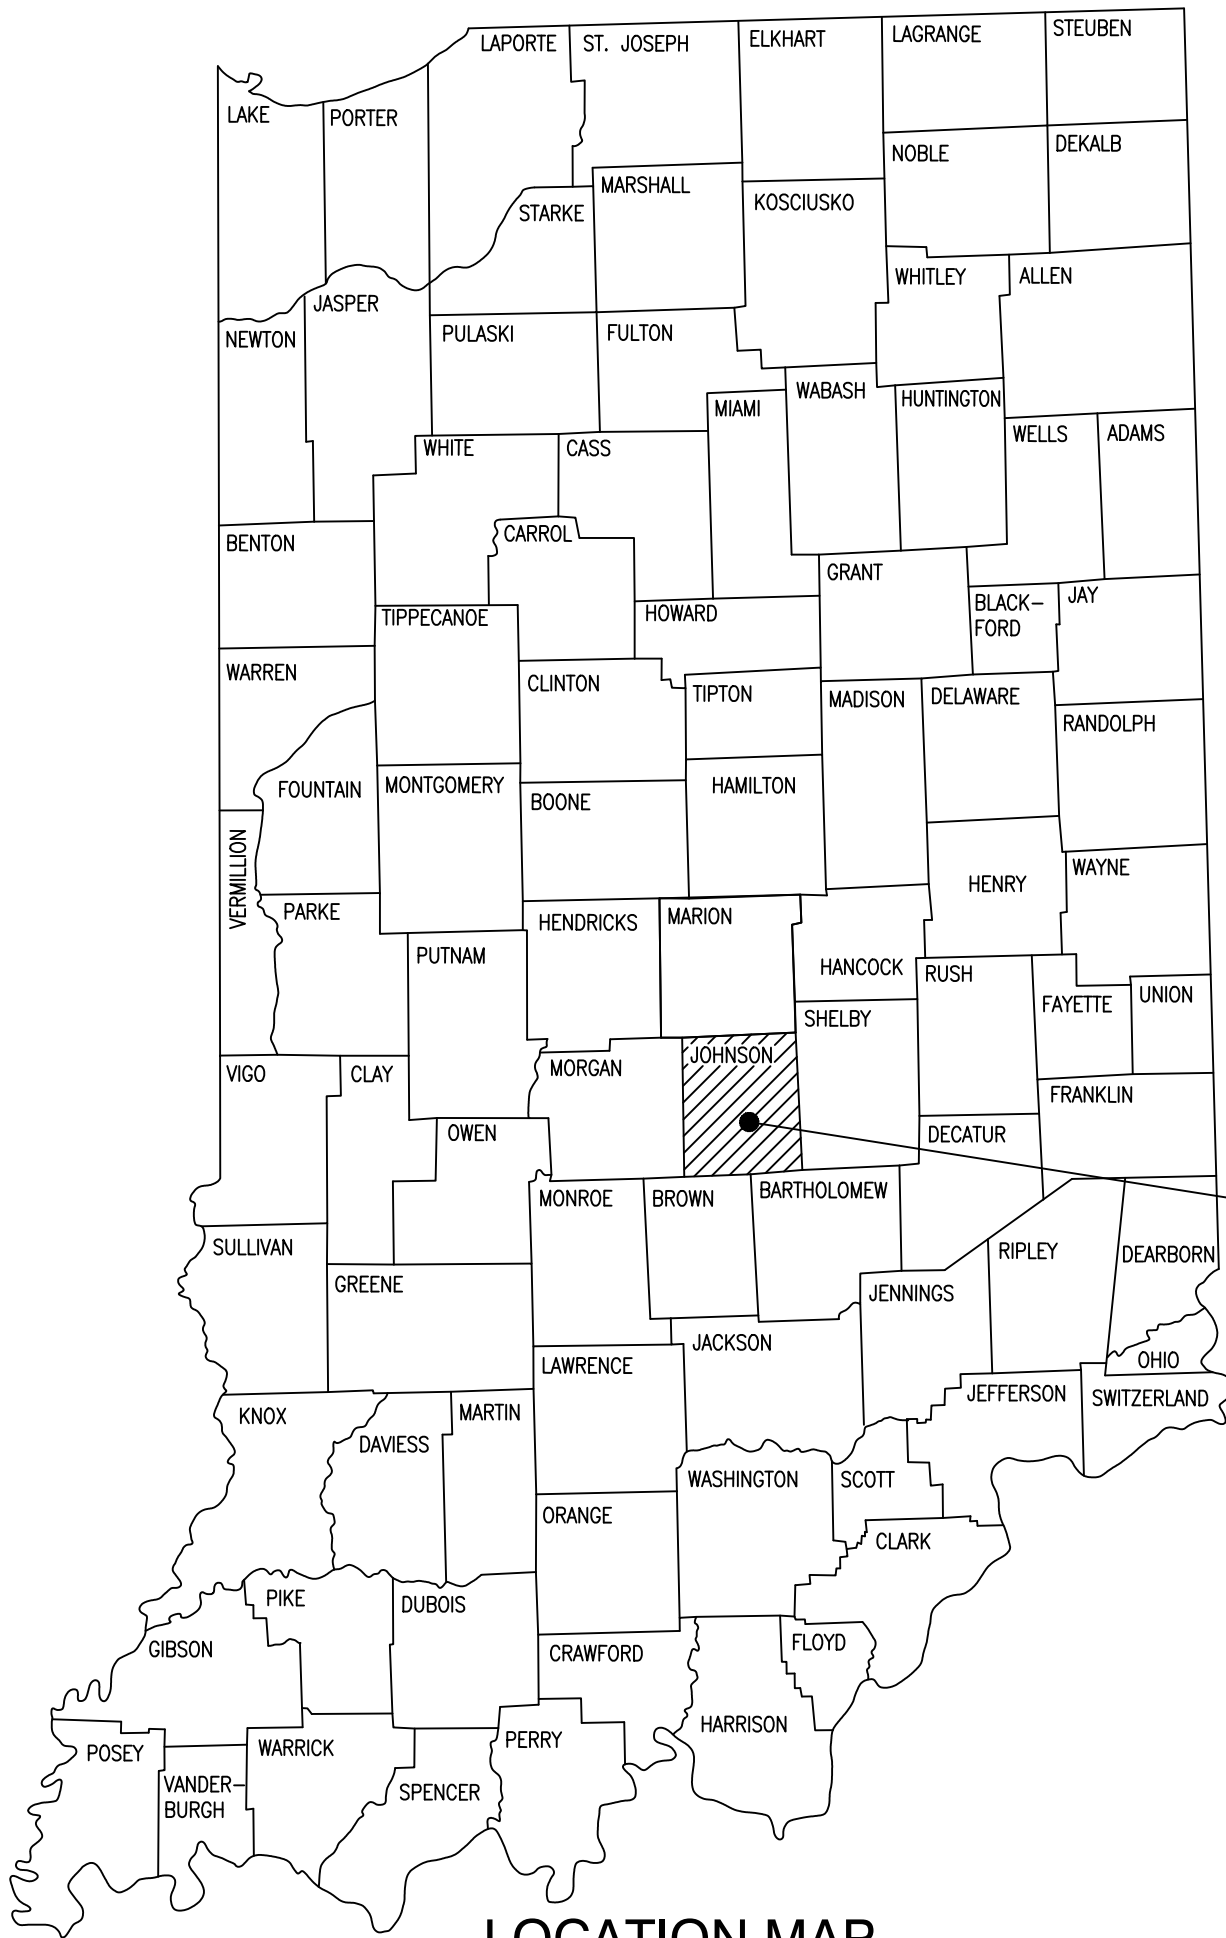 LAPORTE
ST. JOSEPH
ELKHART
LAGRANGE
STEUBEN
LAKE
PORTER
NOBLE
DEKALB
MARSHALL
STARKE
KOSCIUSKO
WHITLEY
ALLEN
JASPER
NEWTON
PULASKI
FULTON
WABASH
HUNTINGTON
MIAMI
WELLS
ADAMS
WHITE
CASS
BENTON
CARROL
GRANT
BLACK-
FORD
JAY
TIPPECANOE
HOWARD
WARREN
CLINTON
TIPTON
MADISON
DELAWARE
RANDOLPH
FOUNTAIN
MONTGOMERY
BOONE
HAMILTON
VERMILLION
HENRY
WAYNE
PARKE
HENDRICKS
MARION
PUTNAM
HANCOCK
RUSH
FAYETTE
UNION
SHELBY
VIGO
CLAY
MORGAN
JOHNSON
FRANKLIN
OWEN
DECATUR
MONROE
BROWN
BARTHOLOMEW
SULLIVAN
RIPLEY
DEARBORN
GREENE
JENNINGS
JACKSON
LAWRENCE
OHIO
KNOX
MARTIN
JEFFERSON
SWITZERLAND
DAVIESS
WASHINGTON
SCOTT
ORANGE
CLARK
PIKE
DUBOIS
GIBSON
CRAWFORD
FLOYD
HARRISON
POSEY
WARRICK
PERRY
VANDER-
BURGH
SPENCER
LOCATION MAP